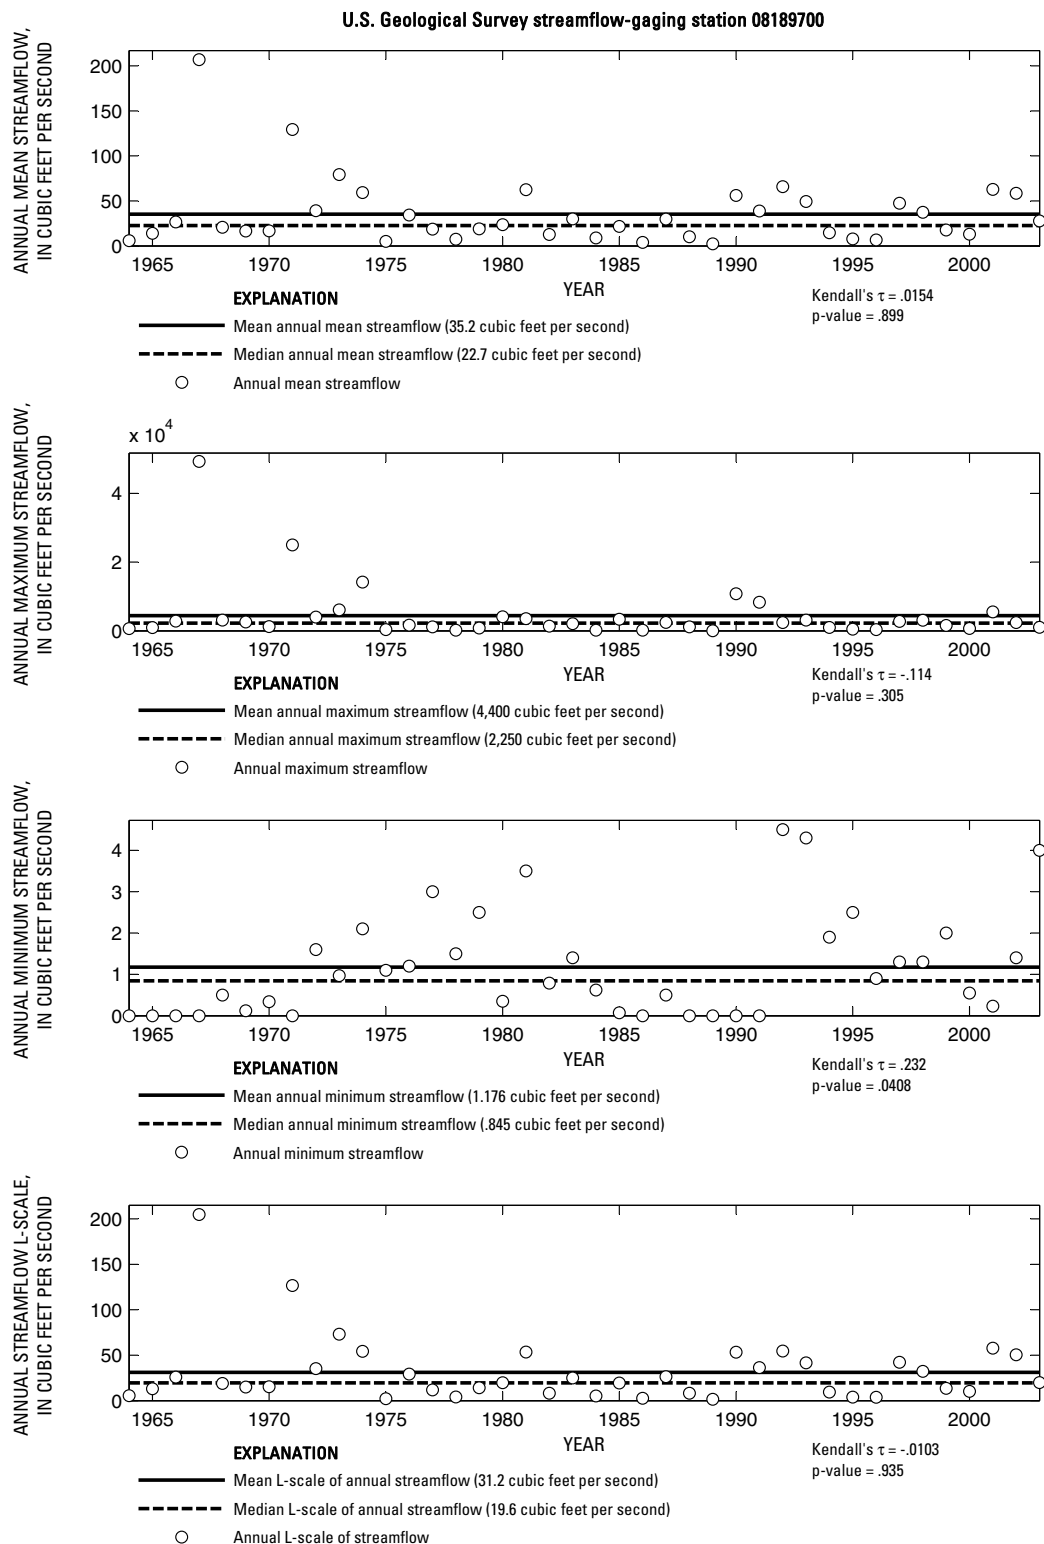 U.S. Geological Survey streamflow-gaging station 08189700
ANNUAL MEAN STREAMFLOW,
IN CUBIC FEET PER SECOND
200
150
100
50
0
1965 1970 1975 1980 1985 1990 1995 2000
YEAR
Kendall's τ = .0154
p-value = .899
EXPLANATION
Mean annual mean streamflow (35.2 cubic feet per second)
Median annual mean streamflow (22.7 cubic feet per second)
Annual mean streamflow
ANNUAL MAXIMUM STREAMFLOW,
IN CUBIC FEET PER SECOND
x 10⁴
4
2
0
1965 1970 1975 1980 1985 1990 1995 2000
YEAR
Kendall's τ = -.114
p-value = .305
EXPLANATION
Mean annual maximum streamflow (4,400 cubic feet per second)
Median annual maximum streamflow (2,250 cubic feet per second)
Annual maximum streamflow
ANNUAL MINIMUM STREAMFLOW,
IN CUBIC FEET PER SECOND
4
3
2
1
0
1965 1970 1975 1980 1985 1990 1995 2000
YEAR
Kendall's τ = .232
p-value = .0408
EXPLANATION
Mean annual minimum streamflow (1.176 cubic feet per second)
Median annual minimum streamflow (.845 cubic feet per second)
Annual minimum streamflow
ANNUAL STREAMFLOW L-SCALE,
IN CUBIC FEET PER SECOND
200
150
100
50
0
1965 1970 1975 1980 1985 1990 1995 2000
YEAR
Kendall's τ = -.0103
p-value = .935
EXPLANATION
Mean L-scale of annual streamflow (31.2 cubic feet per second)
Median L-scale of annual streamflow (19.6 cubic feet per second)
Annual L-scale of streamflow